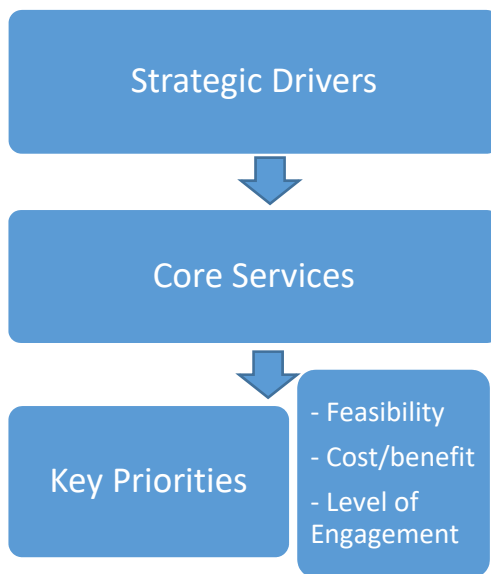 Strategic Drivers
Core Services
Key Priorities
- Feasibility
- Cost/benefit
- Level of
Engagement